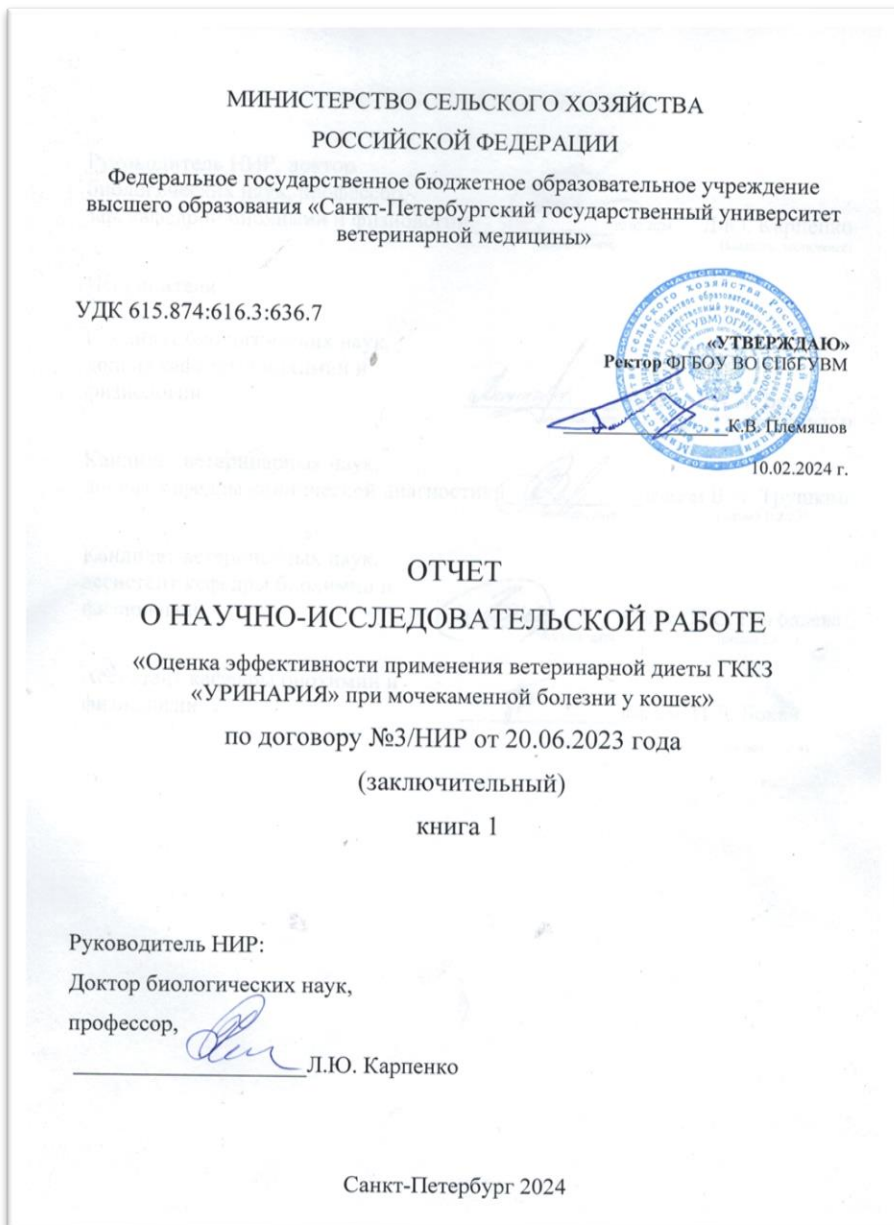 МИНИСТЕРСТВО СЕЛЬСКОГО ХОЗЯЙСТВА
РОССИЙСКОЙ ФЕДЕРАЦИИ
Федеральное государственное бюджетное образовательное учреждение
высшего образования «Санкт-Петербургский государственный университет
ветеринарной медицины»
УДК 615.874:616.3:636.7
«УТВЕРЖДАЮ»
Ректор ФГБОУ ВО СПбГУВМ
К.В. Племяшов
10.02.2024 г.
ОТЧЕТ
О НАУЧНО-ИССЛЕДОВАТЕЛЬСКОЙ РАБОТЕ
«Оценка эффективности применения ветеринарной диеты ГККЗ
«УРИНАРИЯ» при мочекаменной болезни у кошек»
по договору №3/НИР от 20.06.2023 года
(заключительный)
книга 1
Руководитель НИР:
Доктор биологических наук,
профессор,
Л.Ю. Карпенко
Санкт-Петербург 2024